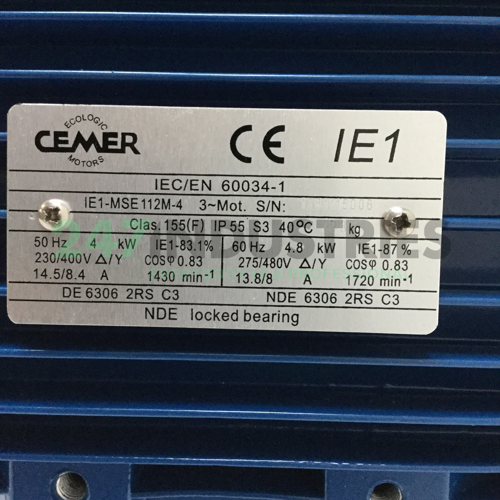 ECOLOGIC
CEMER
MOTORS
CE IE1
IEC/EN 60034-1
IE1-MSE112M-4 3~Mot. S/N:
Clas. 155(F) IP 55 S3 40°C kg
50 Hz 4 kW IE1-83.1% 60 Hz 4.8 kW IE1-87%
230/400V △/Y COSφ 0.83 275/480V △/Y COSφ 0.83
14.5/8.4 A 1430 min⁻¹ 13.8/8 A 1720 min⁻¹
DE 6306 2RS C3 NDE 6306 2RS C3
NDE locked bearing